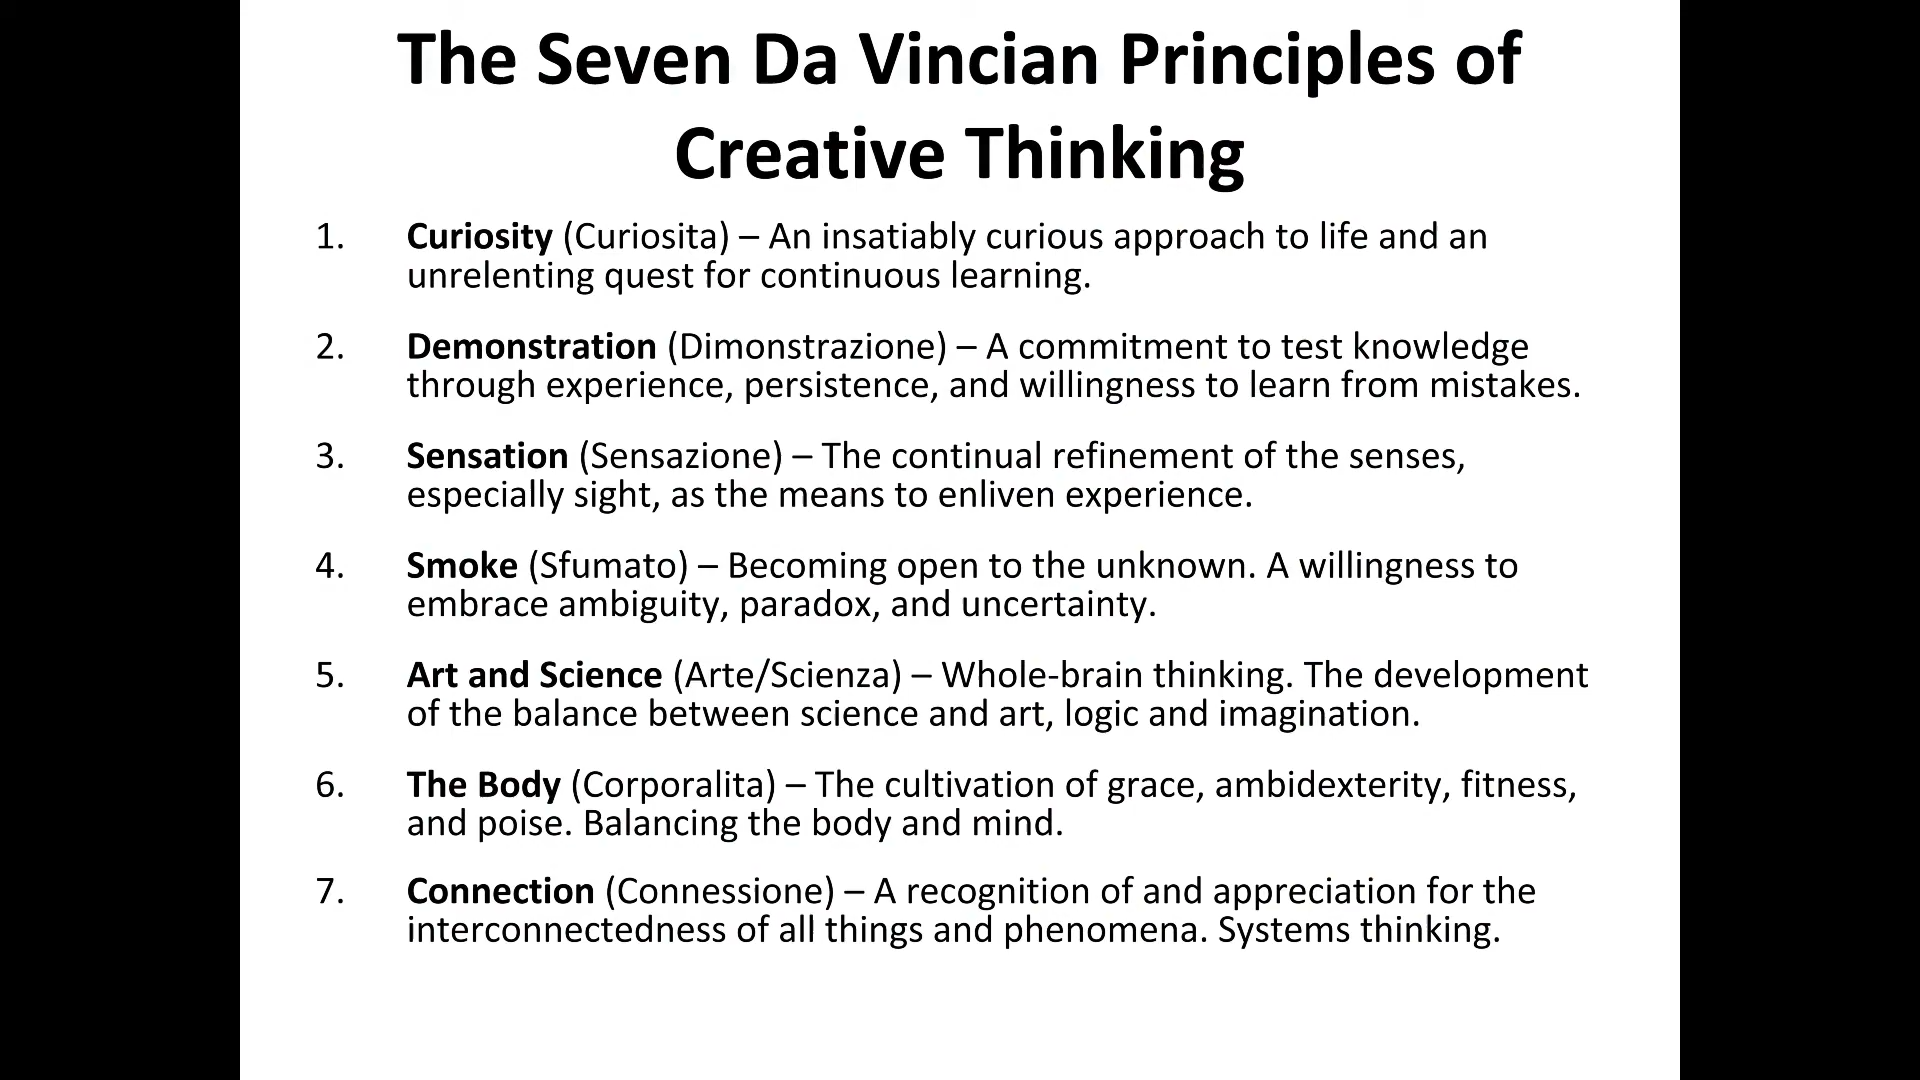 The Seven Da Vincian Principles of
Creative Thinking
1. Curiosity (Curiosita) – An insatiably curious approach to life and an
unrelenting quest for continuous learning.
2. Demonstration (Dimonstrazione) – A commitment to test knowledge
through experience, persistence, and willingness to learn from mistakes.
3. Sensation (Sensazione) – The continual refinement of the senses,
especially sight, as the means to enliven experience.
4. Smoke (Sfumato) – Becoming open to the unknown. A willingness to
embrace ambiguity, paradox, and uncertainty.
5. Art and Science (Arte/Scienza) – Whole-brain thinking. The development
of the balance between science and art, logic and imagination.
6. The Body (Corporalita) – The cultivation of grace, ambidexterity, fitness,
and poise. Balancing the body and mind.
7. Connection (Connessione) – A recognition of and appreciation for the
interconnectedness of all things and phenomena. Systems thinking.